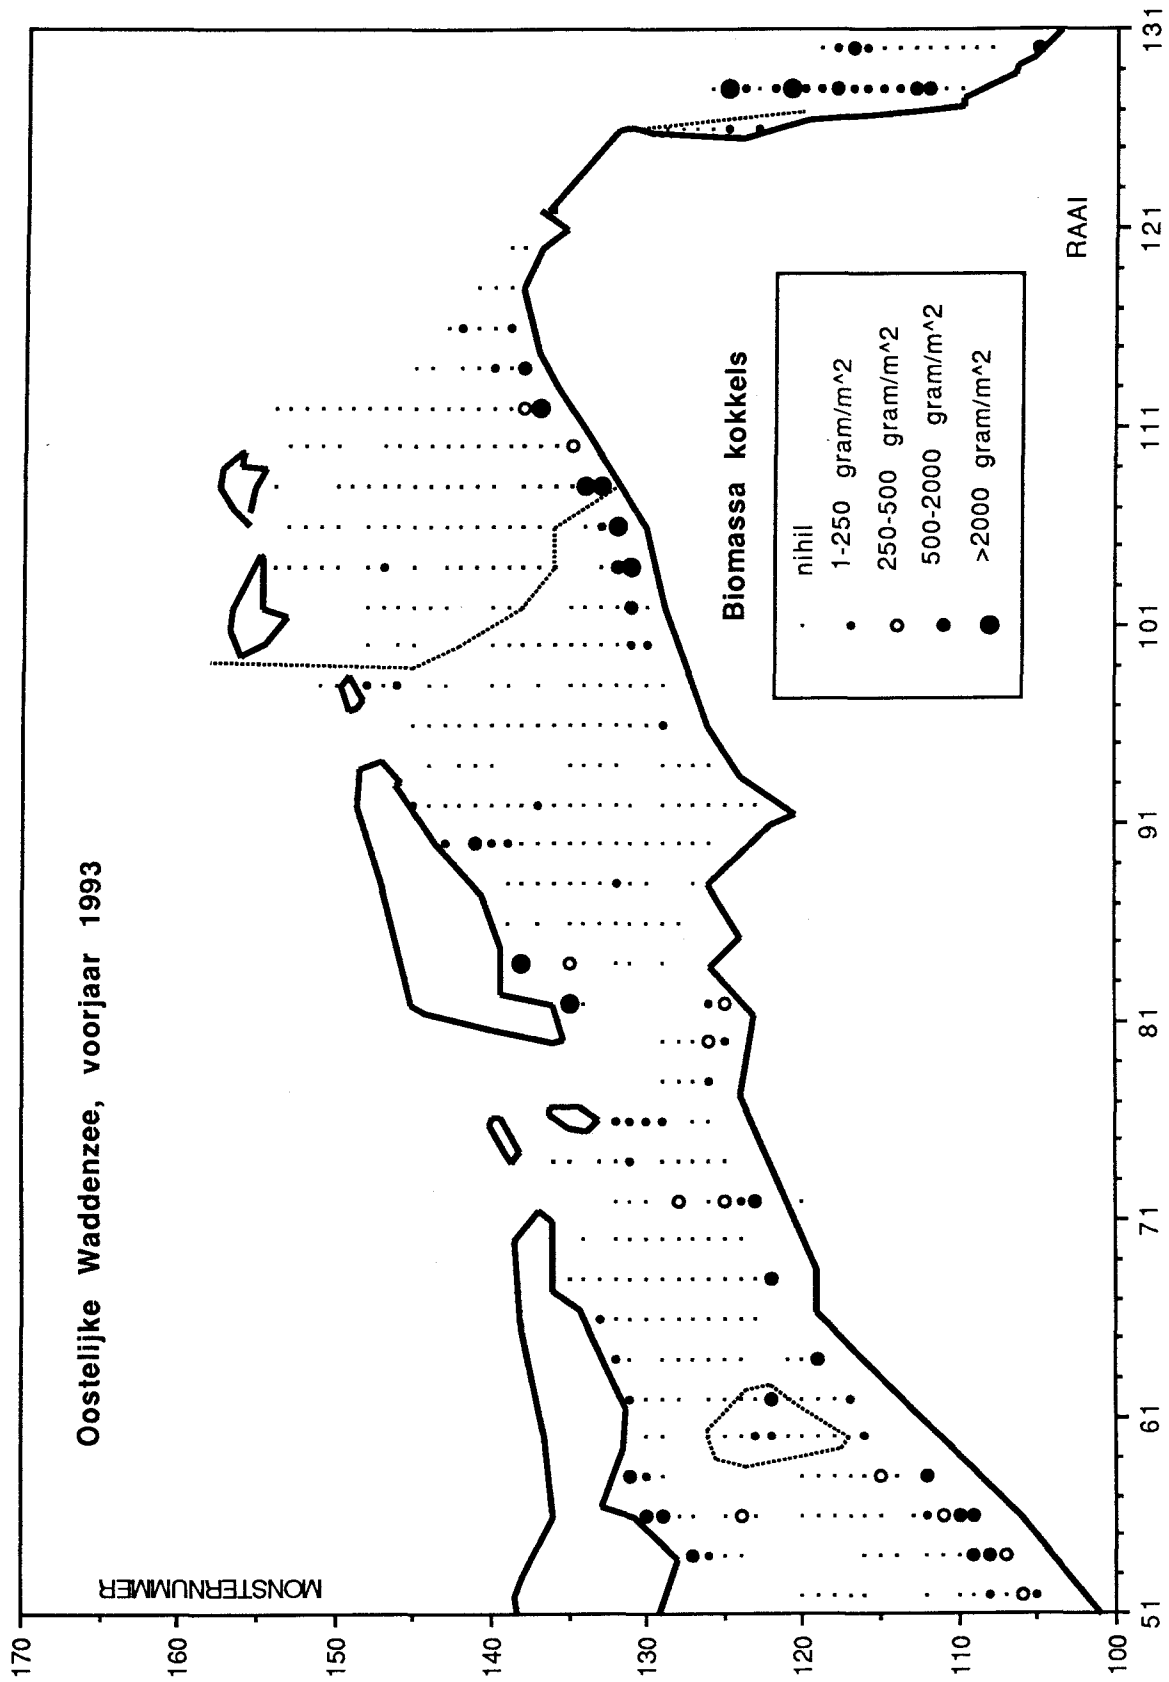 Oostelijke Waddenzee, voorjaar 1993
MONSTERNUMMER
170
160
150
140
130
120
110
100
51
61
71
81
91
101
111
121
131
RAAI
Biomassa kokkels
nihil
1-250 gram/m^2
250-500 gram/m^2
500-2000 gram/m^2
>2000 gram/m^2